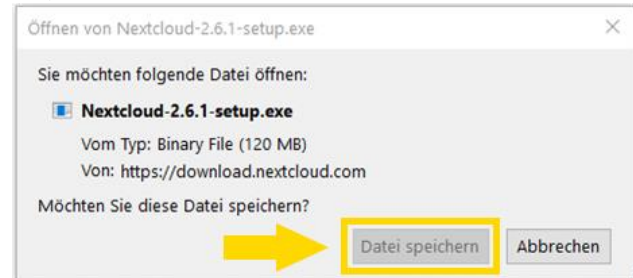 Öffnen von Nextcloud-2.6.1-setup.exe
Sie möchten folgende Datei öffnen:
Nextcloud-2.6.1-setup.exe
Vom Typ: Binary File (120 MB)
Von: https://download.nextcloud.com
Möchten Sie diese Datei speichern?
Datei speichern Abbrechen